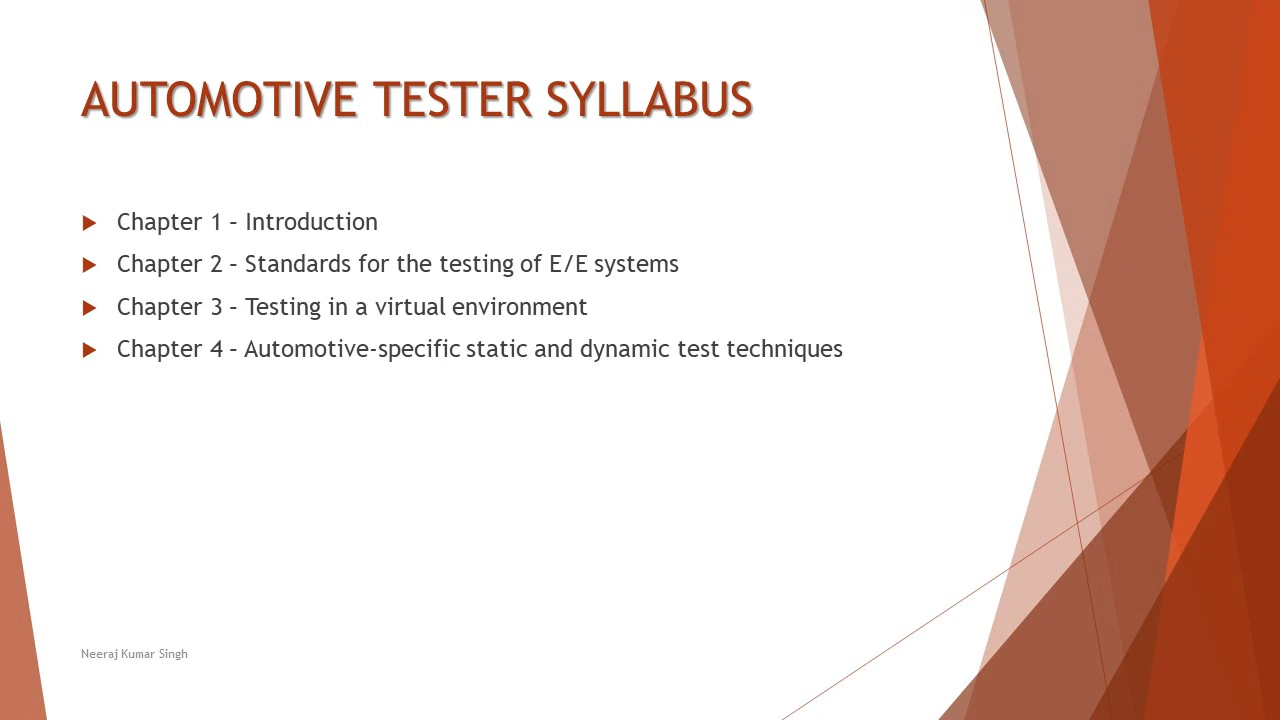 AUTOMOTIVE TESTER SYLLABUS
Chapter 1 – Introduction
Chapter 2 – Standards for the testing of E/E systems
Chapter 3 – Testing in a virtual environment
Chapter 4 – Automotive-specific static and dynamic test techniques
Neeraj Kumar Singh